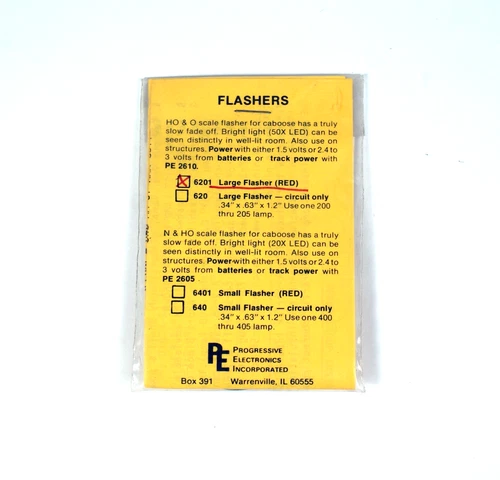 FLASHERS
HO & O scale flasher for caboose has a truly
slow fade off. Bright light (50X LED) can be
seen distinctively in well-lit room. Also use on
structures. Power with either 1.5 volts or 2.4 to
3 volts from batteries or track power with
PE 2610.
6201 Large Flasher (RED)
620 Large Flasher — circuit only
.34" x .63" x 1.2" Use one 200
thru 205 lamp.
N & HO scale flasher for caboose has a truly
slow fade off. Bright light (20X LED) can be
seen distinctively in well-lit room. Also use on
structures. Power with either 1.5 volts or 2.4 to
3 volts from batteries or track power with
PE 2605.
6401 Small Flasher (RED)
640 Small Flasher — circuit only
.34" x .63" x 1.2" Use one 400
thru 405 lamp.
PE PROGRESSIVE
ELECTRONICS
INCORPORATED
Box 391 Warrenville, IL 60555